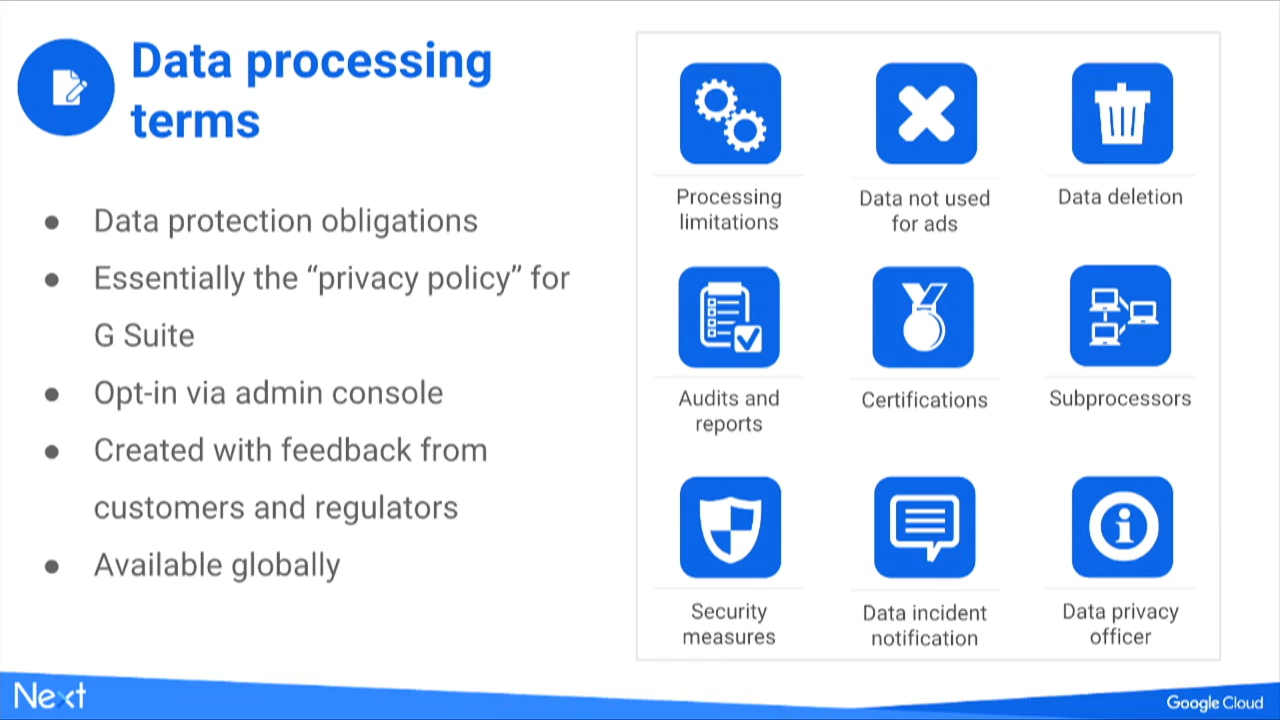 Data processing
terms
● Data protection obligations
● Essentially the “privacy policy” for
G Suite
● Opt-in via admin console
● Created with feedback from
customers and regulators
● Available globally
Processing
limitations
Data not used
for ads
Data deletion
Audits and
reports
Certifications
Subprocessors
Security
measures
Data incident
notification
Data privacy
officer
Next
Google Cloud